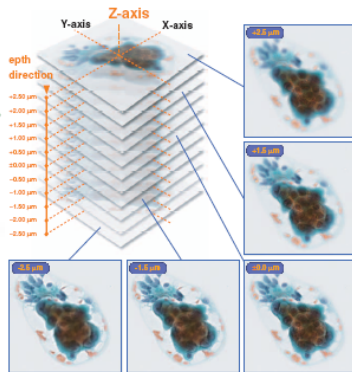 Z-axis
Y-axis
X-axis
epth
direction
+2.50 μm
+2.00 μm
+1.50 μm
+1.00 μm
+0.50 μm
±0.00 μm
-0.50 μm
-1.00 μm
-1.50 μm
-2.00 μm
-2.50 μm
+2.5 μm
+1.5 μm
-2.5 μm
-1.5 μm
±0.0 μm